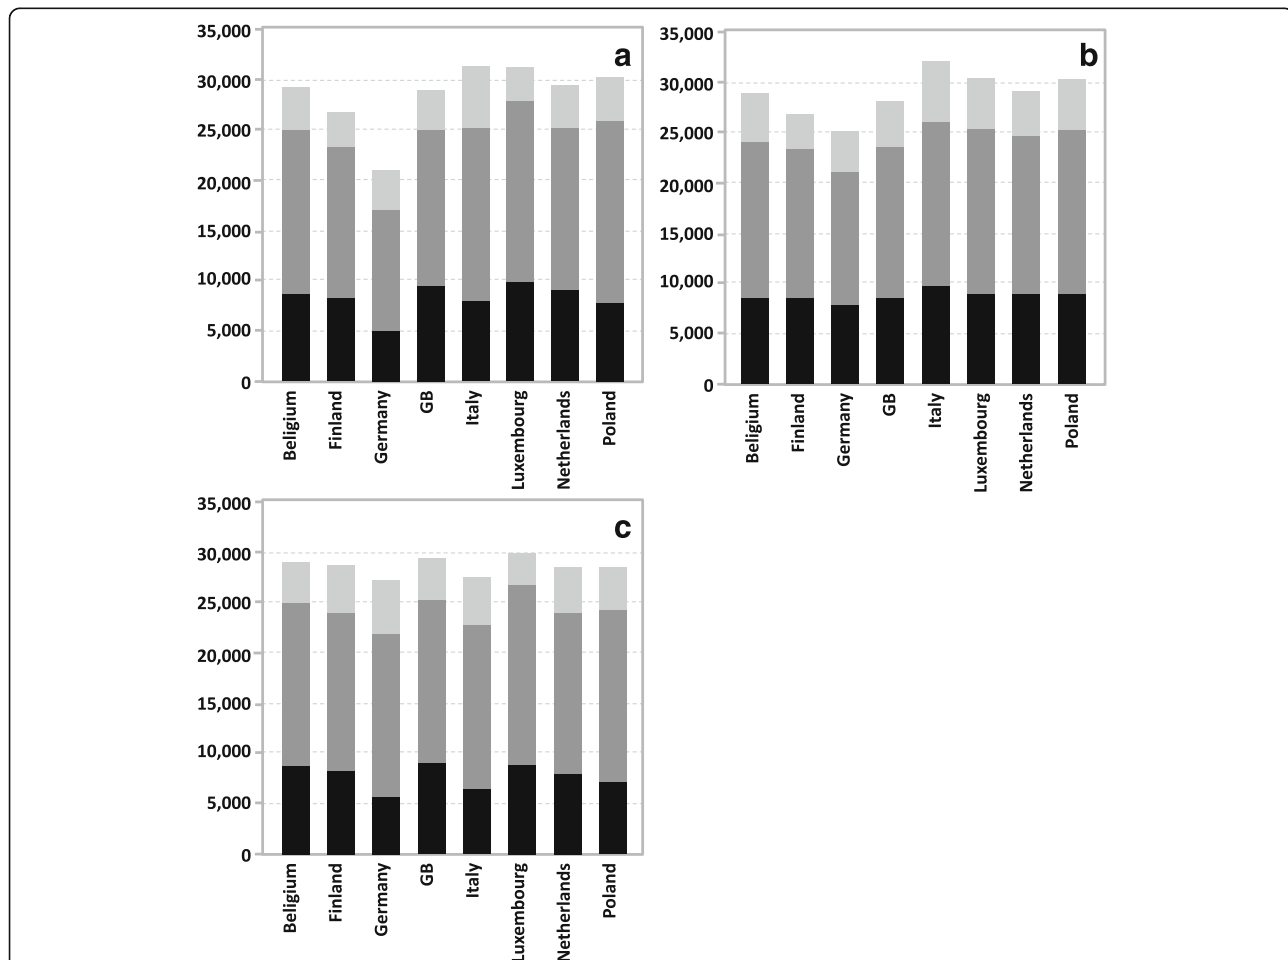 35,000
30,000
25,000
20,000
15,000
10,000
5,000
0
a
Beligium
Finland
Germany
GB
Italy
Luxembourg
Netherlands
Poland
35,000
30,000
25,000
20,000
15,000
10,000
5,000
0
b
Beligium
Finland
Germany
GB
Italy
Luxembourg
Netherlands
Poland
35,000
30,000
25,000
20,000
15,000
10,000
5,000
0
c
Beligium
Finland
Germany
GB
Italy
Luxembourg
Netherlands
Poland